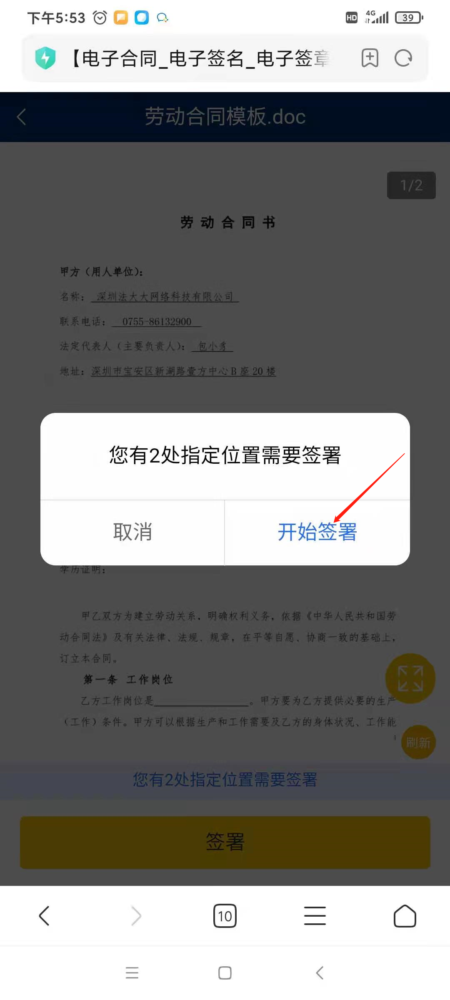 下午5:53
HD
4G
39
【电子合同_电子签名_电子签章
劳动合同模板.doc
1/2
劳动合同书
甲方（用人单位）：
名称：深圳法大大网络科技有限公司
联系电话：0755-86132900
法定代表人（主要负责人）：包小多
地址：深圳市宝安区新湖路壹方中心B座20楼
您有2处指定位置需要签署
取消
开始签署
学历证明：
甲乙双方为建立劳动关系，明确权利义务，依据《中华人民共和国劳
动合同法》及有关法律、法规、规章，在平等自愿、协商一致的基础上，
订立本合同。
第一条 工作岗位
乙方工作岗位是__________。甲方要为乙方提供必要的生产
（工作）条件。甲方可以根据生产和工作需要及乙方的身体状况、工作能
1
刷新
您有2处指定位置需要签署
签署
10